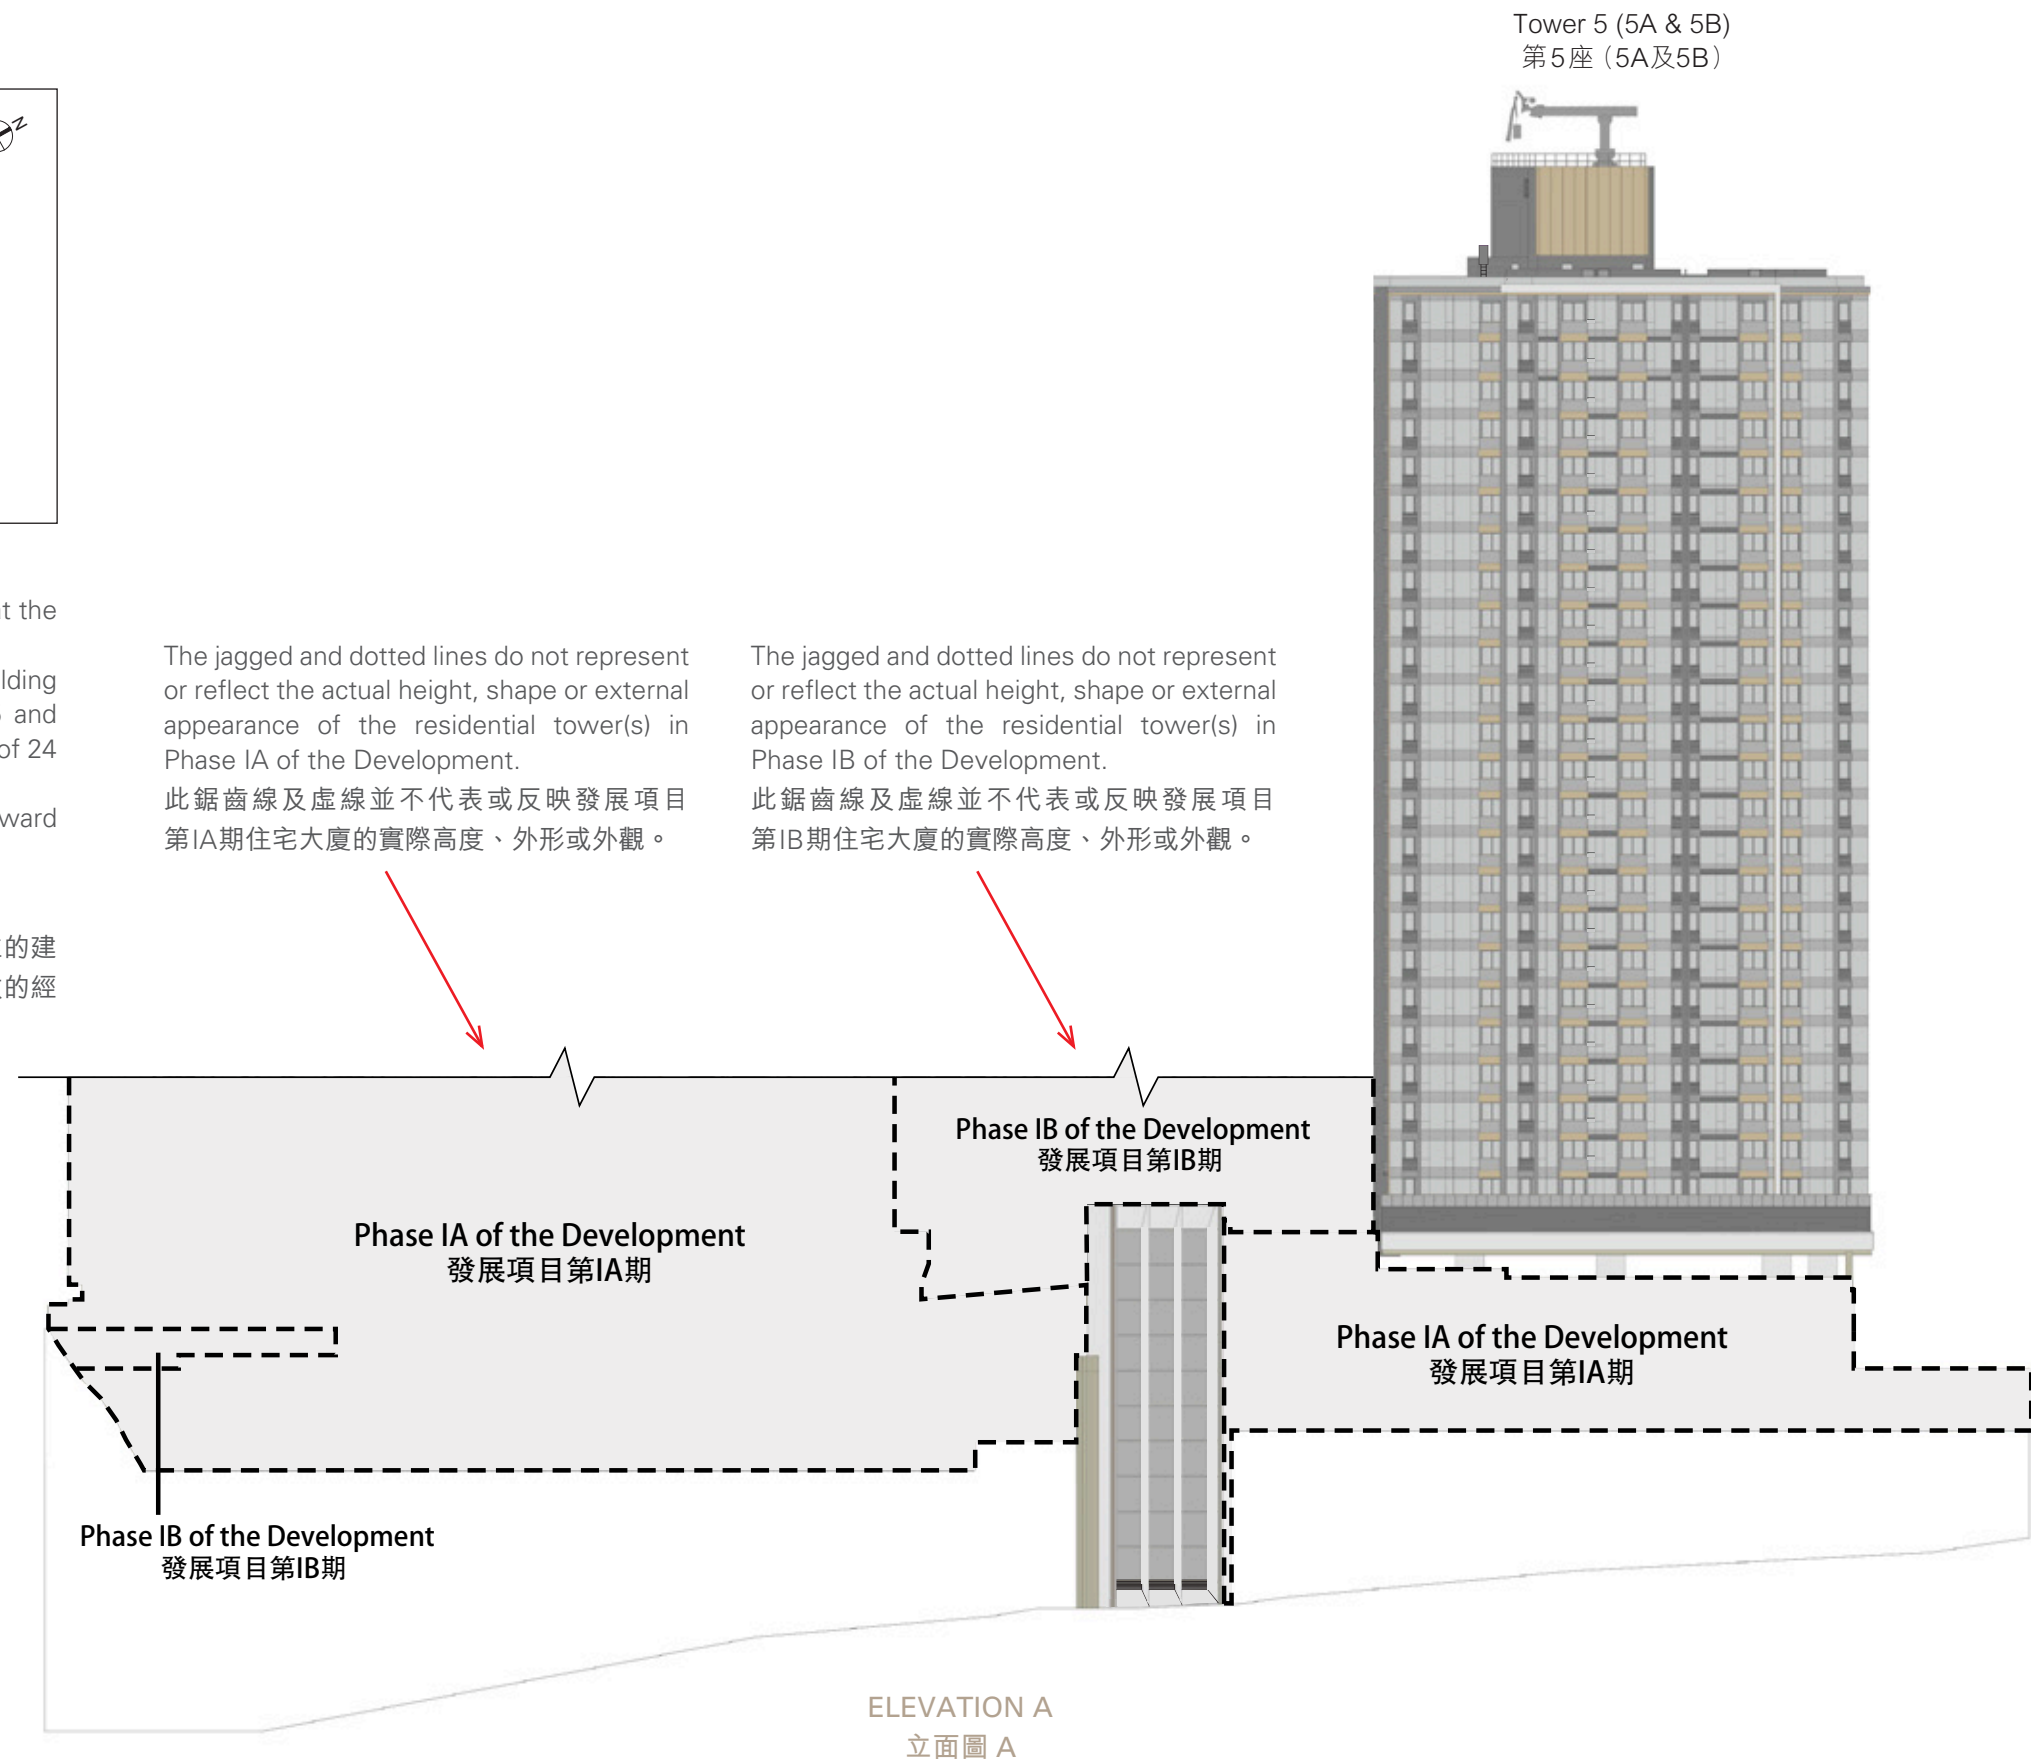 Tower 5 (5A & 5B)
第5座（5A及5B）
N
t the
lding
and
of 24
ward
的建
的經
The jagged and dotted lines do not represent
or reflect the actual height, shape or external
appearance of the residential tower(s) in
Phase IA of the Development.
此鋸齒線及虛線並不代表或反映發展項目
第IA期住宅大廈的實際高度、外形或外觀。
The jagged and dotted lines do not represent
or reflect the actual height, shape or external
appearance of the residential tower(s) in
Phase IB of the Development.
此鋸齒線及虛線並不代表或反映發展項目
第IB期住宅大廈的實際高度、外形或外觀。
Phase IB of the Development
發展項目第IB期
Phase IA of the Development
發展項目第IA期
Phase IA of the Development
發展項目第IA期
Phase IB of the Development
發展項目第IB期
ELEVATION A
立面圖 A